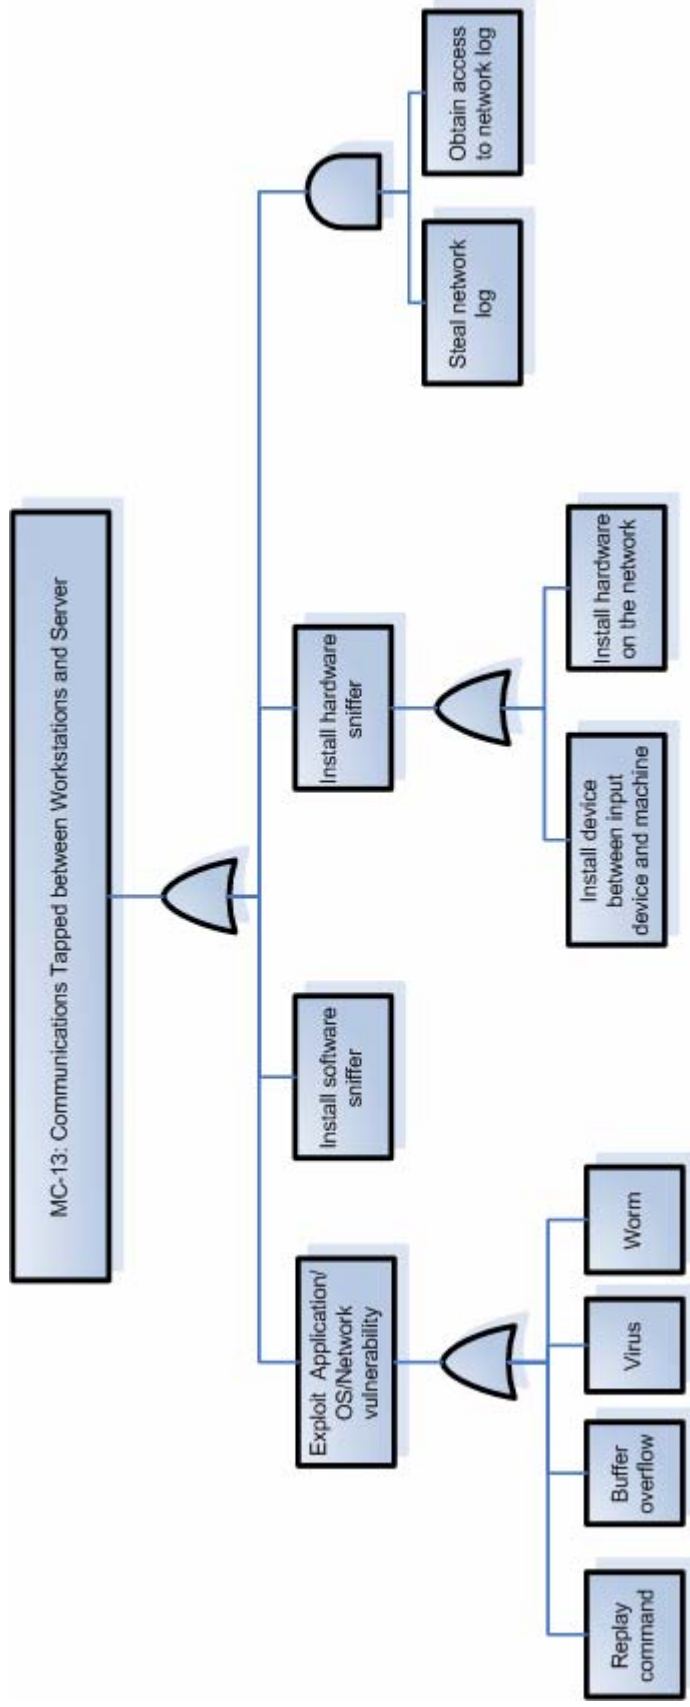 MC-13: Communications Tapped between Workstations and Server
Exploit Application/
OS/Network
vulnerability
Install software
sniffer
Install hardware
sniffer
Steal network
log
Obtain access
to network log
Replay
command
Buffer
overflow
Virus
Worm
Install device
between input
device and machine
Install hardware
on the network